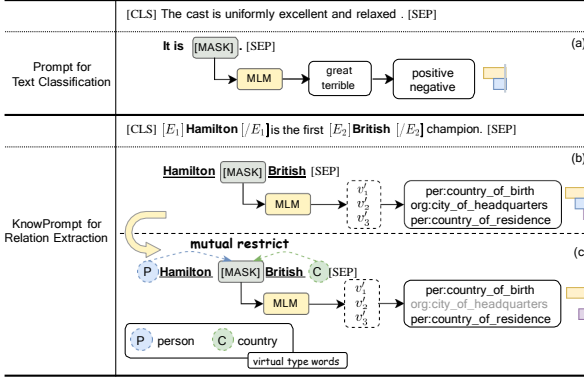 [CLS] The cast is uniformly excellent and relaxed . [SEP]
Prompt for
Text Classification
(a)
It is [MASK]. [SEP]
MLM
great
terrible
positive
negative
[CLS] [E1] Hamilton [/E1] is the first [E2] British [/E2] champion. [SEP]
KnowPrompt for
Relation Extraction
(b)
Hamilton [MASK] British [SEP]
MLM
v′1
v′2
v′3
per:country_of_birth
org:city_of_headquarters
per:country_of_residence
mutual restrict
(c
P Hamilton [MASK] British C [SEP]
MLM
v′1
v′2
v′3
per:country_of_birth
org:city_of_headquarters
per:country_of_residence
P person C country
virtual type words